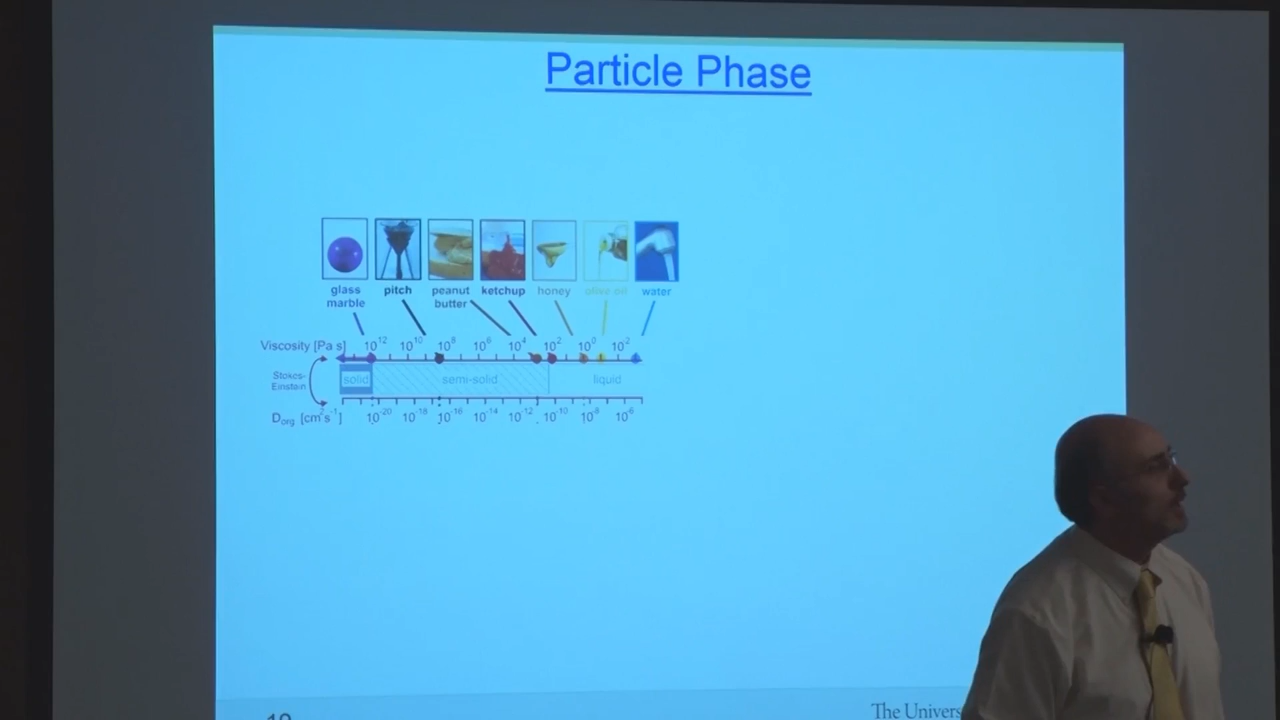 Particle Phase
glass marble pitch peanut butter ketchup honey olive oil water
Viscosity [Pa s] 10^12 10^10 10^8 10^6 10^4 10^2 10^0 10^-2
Stokes-
Einstein
solid semi-solid liquid
D_org [cm^2 s^-1] 10^-20 10^-18 10^-16 10^-14 10^-12 10^-10 10^-8 10^-6
The Univers